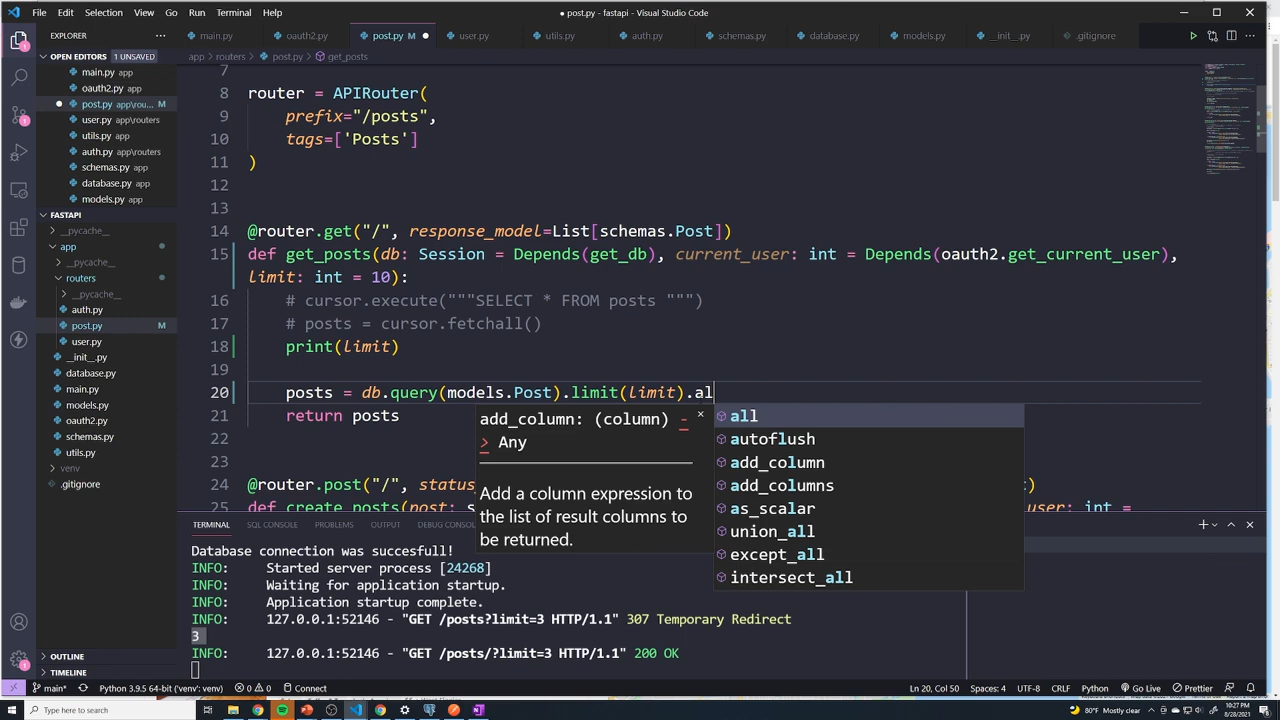 File Edit Selection View Go Run Terminal Help
● post.py - fastapi - Visual Studio Code
EXPLORER
main.py
oauth2.py
post.py
user.py
utils.py
auth.py
schemas.py
database.py
models.py
__init__.py
.gitignore
OPEN EDITORS 1 UNSAVED
main.py app
oauth2.py app
post.py app\rou... M
user.py app\routers
utils.py app
auth.py app\routers
schemas.py app
database.py app
models.py app
FASTAPI
__pycache__
app
__pycache__
routers
__pycache__
auth.py
post.py M
user.py
__init__.py
database.py
main.py
models.py
oauth2.py
schemas.py
utils.py
venv
.gitignore
OUTLINE
TIMELINE
app > routers > post.py > get_posts
7
8 router = APIRouter(
9 prefix="/posts",
10 tags=['Posts']
11 )
12
13
14 @router.get("/", response_model=List[schemas.Post])
15 def get_posts(db: Session = Depends(get_db), current_user: int = Depends(oauth2.get_current_user),
limit: int = 10):
16 # cursor.execute("""SELECT * FROM posts """)
17 # posts = cursor.fetchall()
18 print(limit)
19
20 posts = db.query(models.Post).limit(limit).al
21 return posts
22
23
24 @router.post("/", status
25 def create_posts(post: s
user: int =
add_column: (column) -
> Any
Add a column expression to
the list of result columns to
be returned.
all
autoflush
add_column
add_columns
as_scalar
union_all
except_all
intersect_all
TERMINAL SQL CONSOLE PROBLEMS OUTPUT DEBUG CONSOL
Database connection was succesfull!
INFO: Started server process [24268]
INFO: Waiting for application startup.
INFO: Application startup complete.
INFO: 127.0.0.1:52146 - "GET /posts?limit=3 HTTP/1.1" 307 Temporary Redirect
3
INFO: 127.0.0.1:52146 - "GET /posts/?limit=3 HTTP/1.1" 200 OK
main* Python 3.9.5 64-bit ('venv': venv) 0 0 Connect
Ln 20, Col 50 Spaces: 4 UTF-8 CRLF Python Go Live Prettier
Type here to search
80°F Mostly clear
10:27 PM
8/28/2021